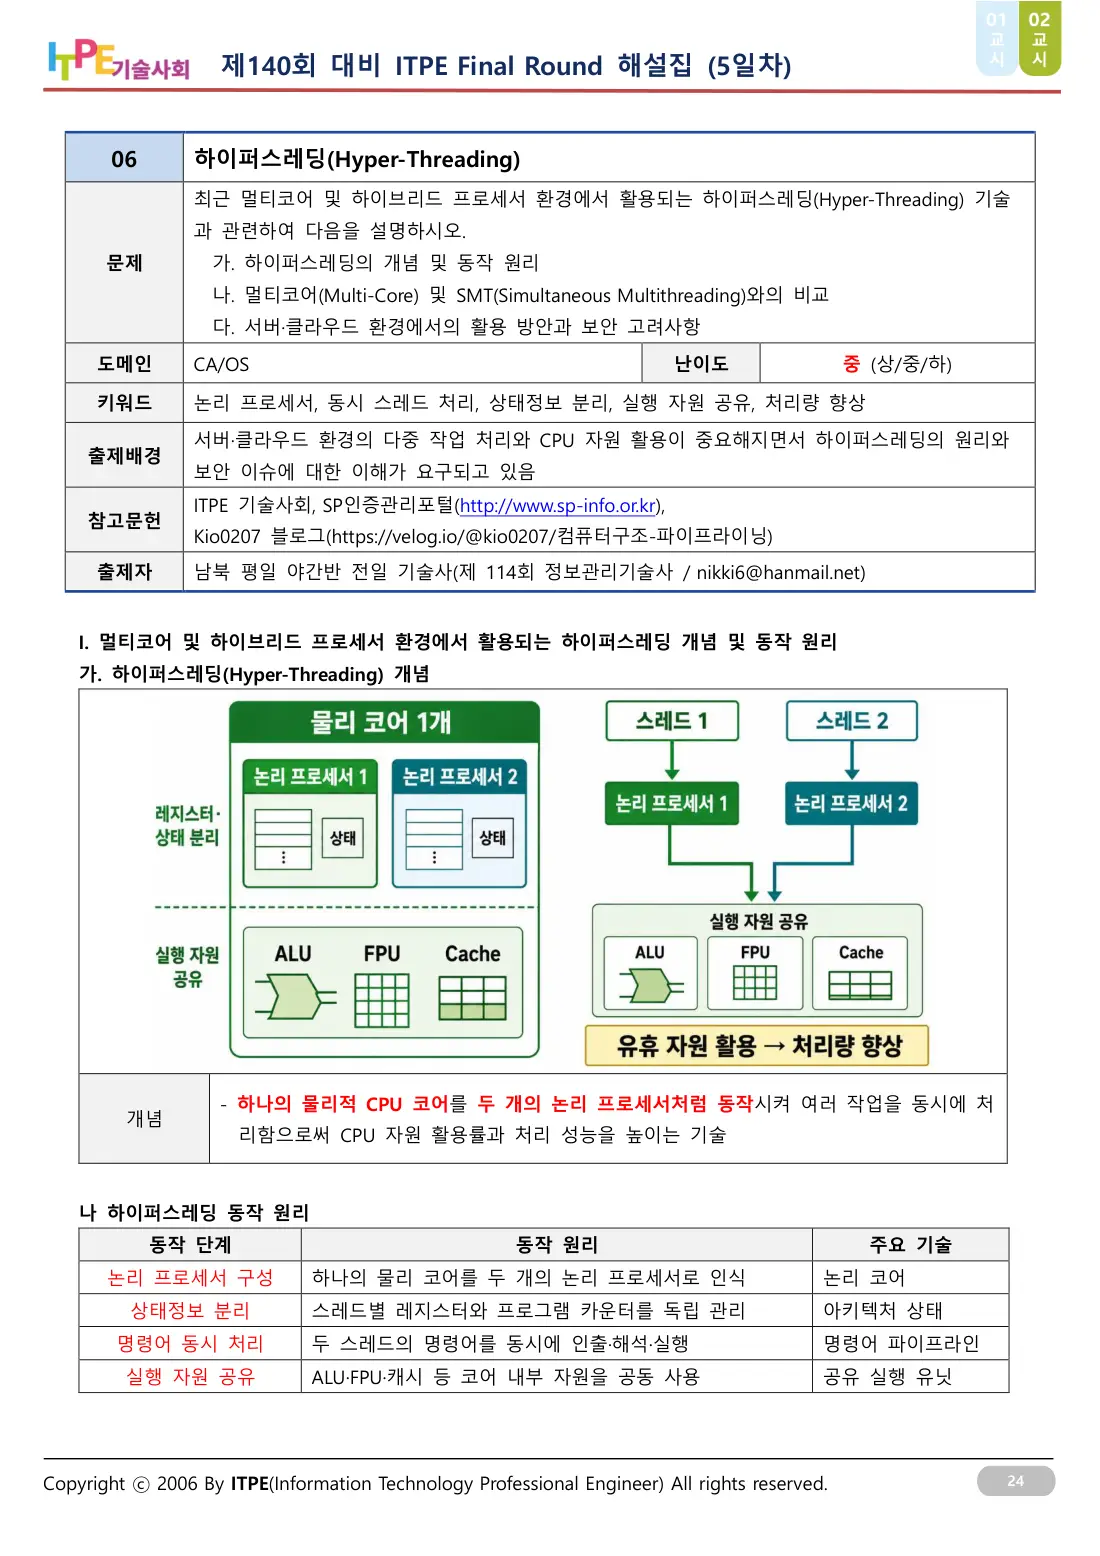 01
교
시
02
교
시
ITPE기술사회 제140회 대비 ITPE Final Round 해설집 (5일차)
06 하이퍼스레딩(Hyper-Threading)
문제
최근 멀티코어 및 하이브리드 프로세서 환경에서 활용되는 하이퍼스레딩(Hyper-Threading) 기술
과 관련하여 다음을 설명하시오.
가. 하이퍼스레딩의 개념 및 동작 원리
나. 멀티코어(Multi-Core) 및 SMT(Simultaneous Multithreading)와의 비교
다. 서버·클라우드 환경에서의 활용 방안과 보안 고려사항
도메인 CA/OS 난이도 중 (상/중/하)
키워드 논리 프로세서, 동시 스레드 처리, 상태정보 분리, 실행 자원 공유, 처리량 향상
출제배경
서버·클라우드 환경의 다중 작업 처리와 CPU 자원 활용이 중요해지면서 하이퍼스레딩의 원리와
보안 이슈에 대한 이해가 요구되고 있음
참고문헌
ITPE 기술사회, SP인증관리포털(http://www.sp-info.or.kr),
Kio0207 블로그(https://velog.io/@kio0207/컴퓨터구조-파이프라이닝)
출제자 남북 평일 야간반 전일 기술사(제 114회 정보관리기술사 / nikki6@hanmail.net)
I. 멀티코어 및 하이브리드 프로세서 환경에서 활용되는 하이퍼스레딩 개념 및 동작 원리
가. 하이퍼스레딩(Hyper-Threading) 개념
물리 코어 1개
논리 프로세서 1 논리 프로세서 2
레지스터·
상태 분리
상태 상태
실행 자원
공유
ALU FPU Cache
스레드 1 스레드 2
논리 프로세서 1 논리 프로세서 2
실행 자원 공유
ALU FPU Cache
유휴 자원 활용 → 처리량 향상
개념
- 하나의 물리적 CPU 코어를 두 개의 논리 프로세서처럼 동작시켜 여러 작업을 동시에 처
리함으로써 CPU 자원 활용률과 처리 성능을 높이는 기술
나 하이퍼스레딩 동작 원리
동작 단계 동작 원리 주요 기술
논리 프로세서 구성 하나의 물리 코어를 두 개의 논리 프로세서로 인식 논리 코어
상태정보 분리 스레드별 레지스터와 프로그램 카운터를 독립 관리 아키텍처 상태
명령어 동시 처리 두 스레드의 명령어를 동시에 인출·해석·실행 명령어 파이프라인
실행 자원 공유 ALU·FPU·캐시 등 코어 내부 자원을 공동 사용 공유 실행 유닛
Copyright ⓒ 2006 By ITPE(Information Technology Professional Engineer) All rights reserved.
24